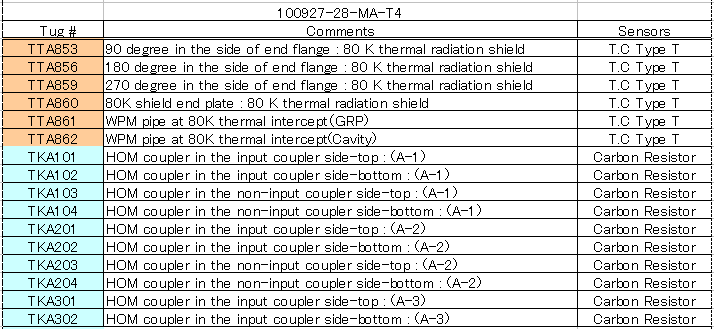 100927-28-MA-T4
Tug # Comments Sensors
TTA853 90 degree in the side of end flange : 80 K thermal radiation shield T.C Type T
TTA856 180 degree in the side of end flange : 80 K thermal radiation shield T.C Type T
TTA859 270 degree in the side of end flange : 80 K thermal radiation shield T.C Type T
TTA860 80K shield end plate : 80 K thermal radiation shield T.C Type T
TTA861 WPM pipe at 80K thermal intercept(GRP) T.C Type T
TTA862 WPM pipe at 80K thermal intercept(Cavity) T.C Type T
TKA101 HOM coupler in the input coupler side-top : (A-1) Carbon Resistor
TKA102 HOM coupler in the input coupler side-bottom : (A-1) Carbon Resistor
TKA103 HOM coupler in the non-input coupler side-top : (A-1) Carbon Resistor
TKA104 HOM coupler in the non-input coupler side-bottom : (A-1) Carbon Resistor
TKA201 HOM coupler in the input coupler side-top : (A-2) Carbon Resistor
TKA202 HOM coupler in the input coupler side-bottom : (A-2) Carbon Resistor
TKA203 HOM coupler in the non-input coupler side-top : (A-2) Carbon Resistor
TKA204 HOM coupler in the non-input coupler side-bottom : (A-2) Carbon Resistor
TKA301 HOM coupler in the input coupler side-top : (A-3) Carbon Resistor
TKA302 HOM coupler in the input coupler side-bottom : (A-3) Carbon Resistor